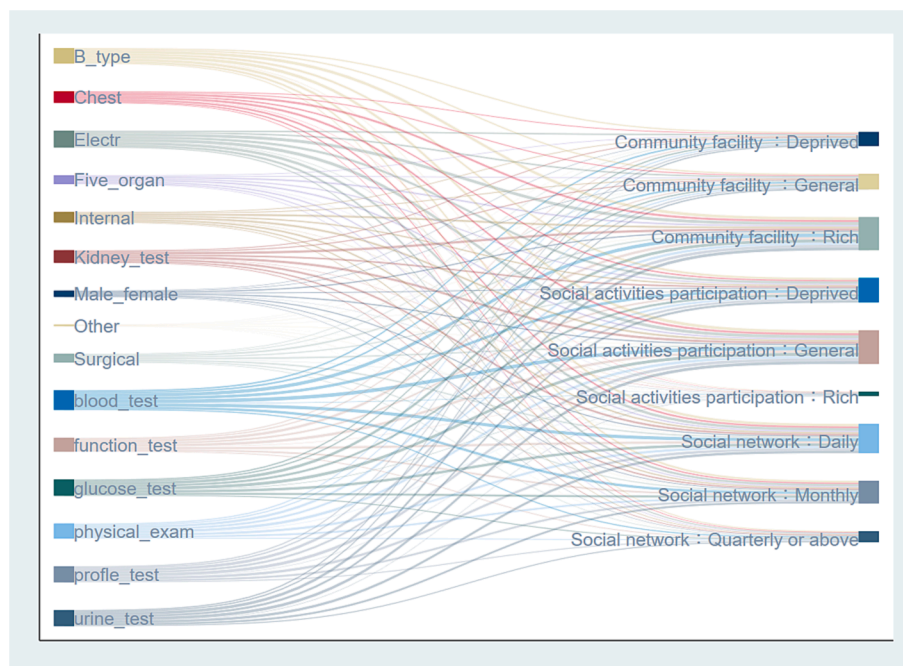 B_type
Chest
Electr
Five_organ
Internal
Kidney_test
Male_female
Other
Surgical
blood_test
function_test
glucose_test
physical_exam
profle_test
urine_test
Community facility ：Deprived
Community facility ：General
Community facility ：Rich
Social activities participation：Deprived
Social activities participation：General
Social activities participation：Rich
Social network：Daily
Social network：Monthly
Social network：Quarterly or above